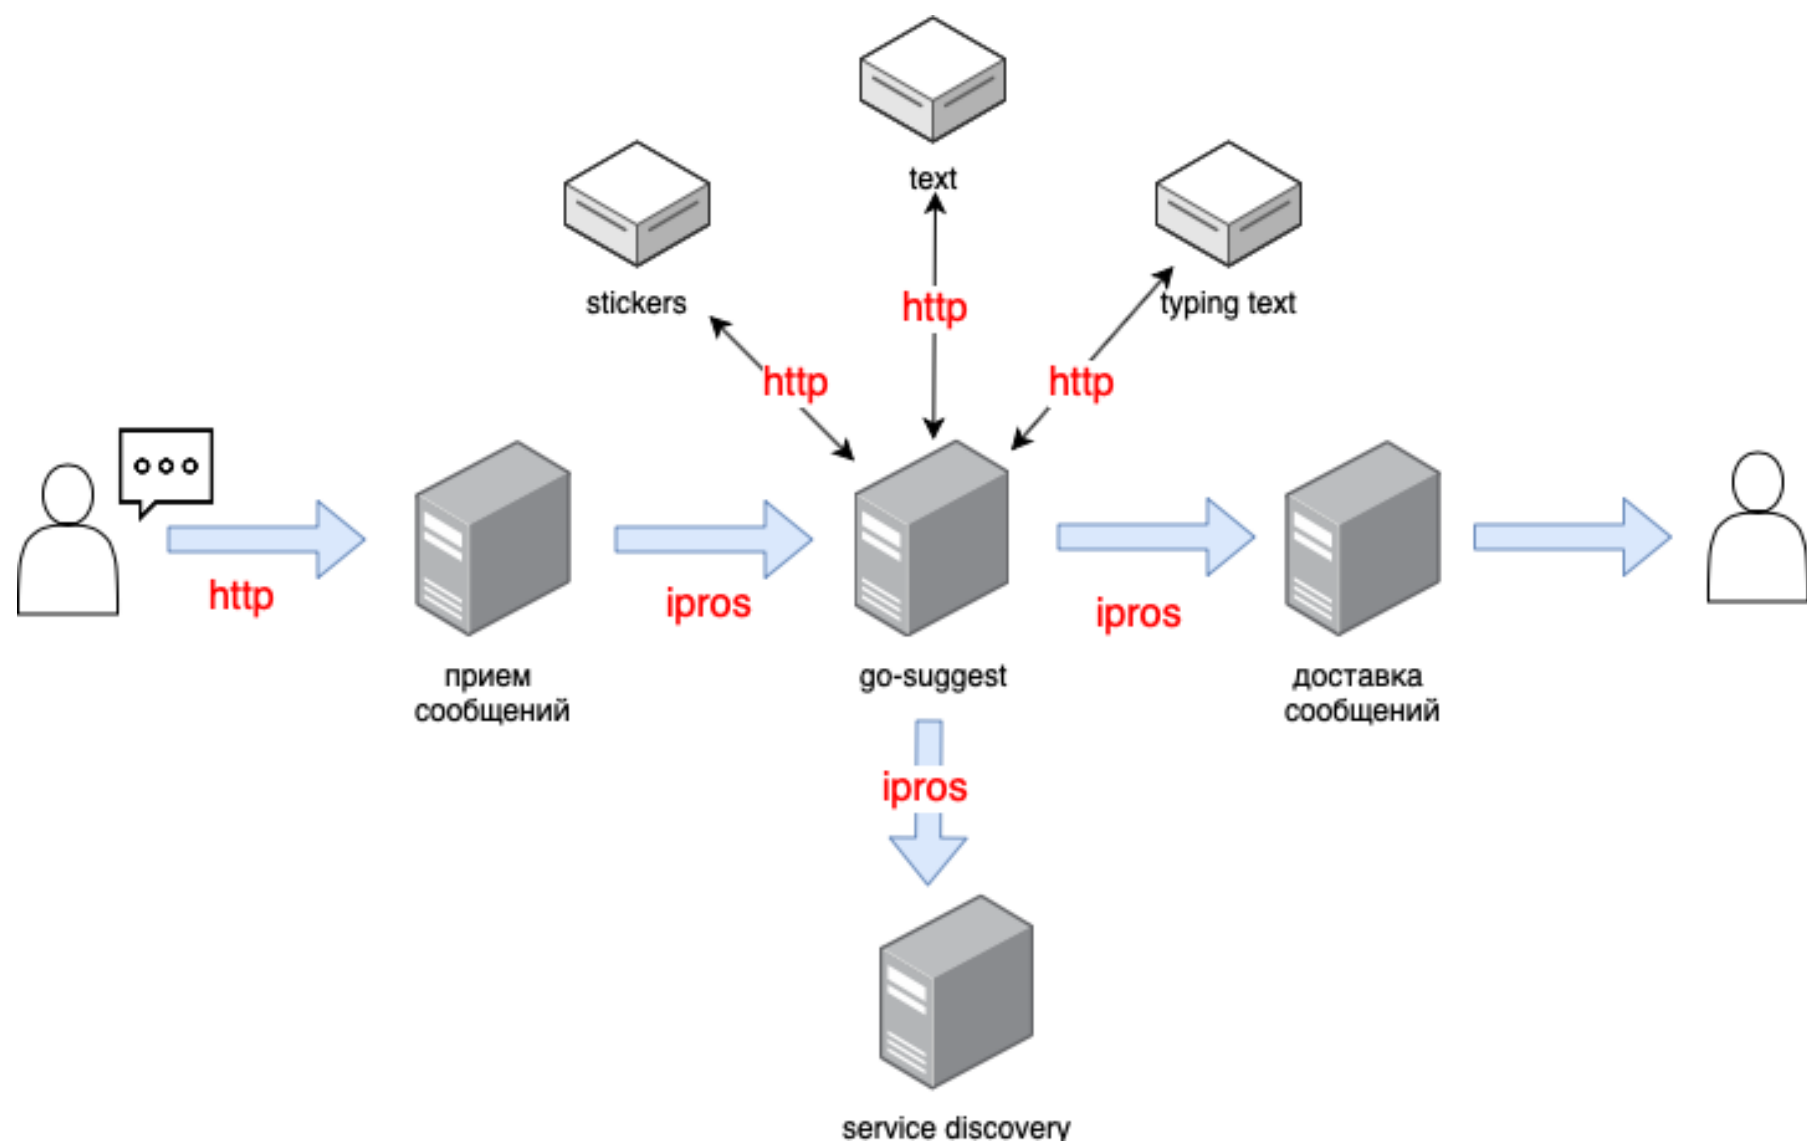 text
stickers
typing text
http
http
http
http
ipros
ipros
прием
сообщений
go-suggest
доставка
сообщений
ipros
service discovery